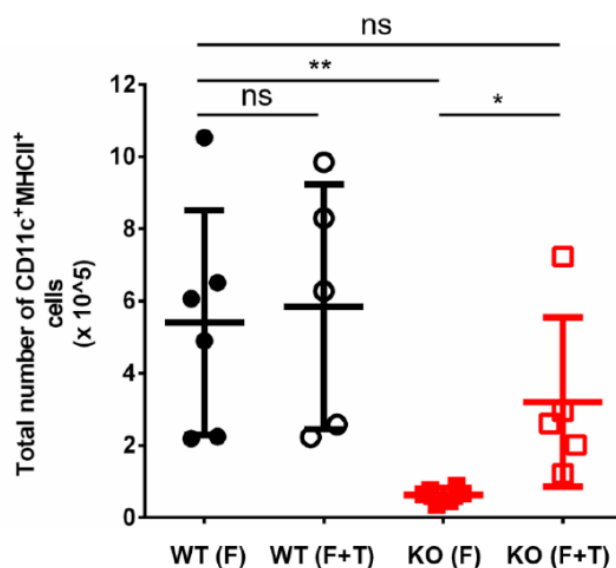 ns
**
ns
*
12
10
8
6
4
2
0
Total number of CD11c⁺MHCII⁺
cells
(x 10^5)
WT (F) WT (F+T) KO (F) KO (F+T)